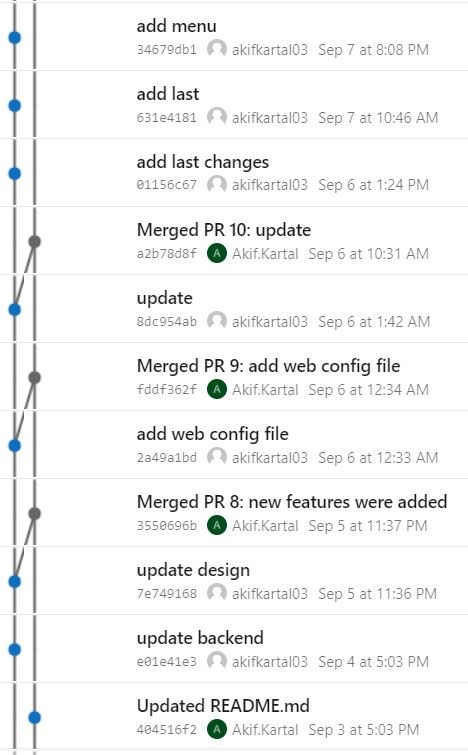 add menu
34679db1 akifkartal03 Sep 7 at 8:08 PM
add last
631e4181 akifkartal03 Sep 7 at 10:46 AM
add last changes
01156c67 akifkartal03 Sep 6 at 1:24 PM
Merged PR 10: update
a2b78d8f A Akif.Kartal Sep 6 at 10:31 AM
update
8dc954ab akifkartal03 Sep 6 at 1:42 AM
Merged PR 9: add web config file
fddf362f A Akif.Kartal Sep 6 at 12:34 AM
add web config file
2a49a1bd akifkartal03 Sep 6 at 12:33 AM
Merged PR 8: new features were added
3550696b A Akif.Kartal Sep 5 at 11:37 PM
update design
7e749168 akifkartal03 Sep 5 at 11:36 PM
update backend
e01e41e3 akifkartal03 Sep 4 at 5:03 PM
Updated README.md
404516f2 A Akif.Kartal Sep 3 at 5:03 PM